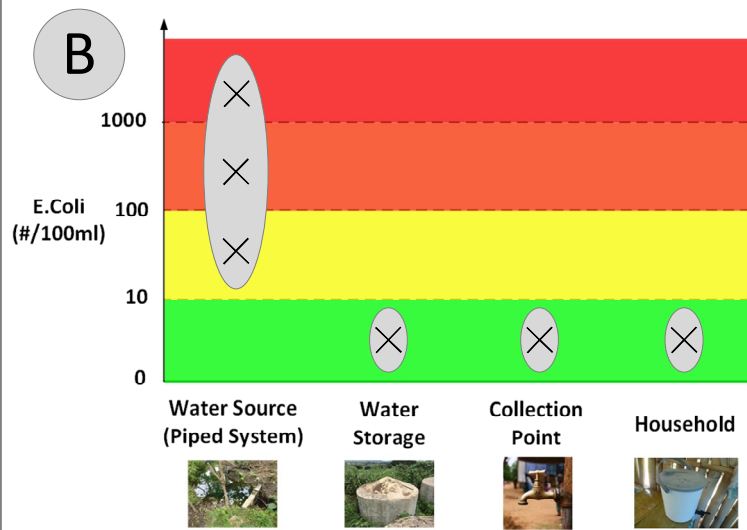 B
1000
E.Coli
(#/100ml)
100
10
0
Water Source
(Piped System)
Water
Storage
Collection
Point
Household